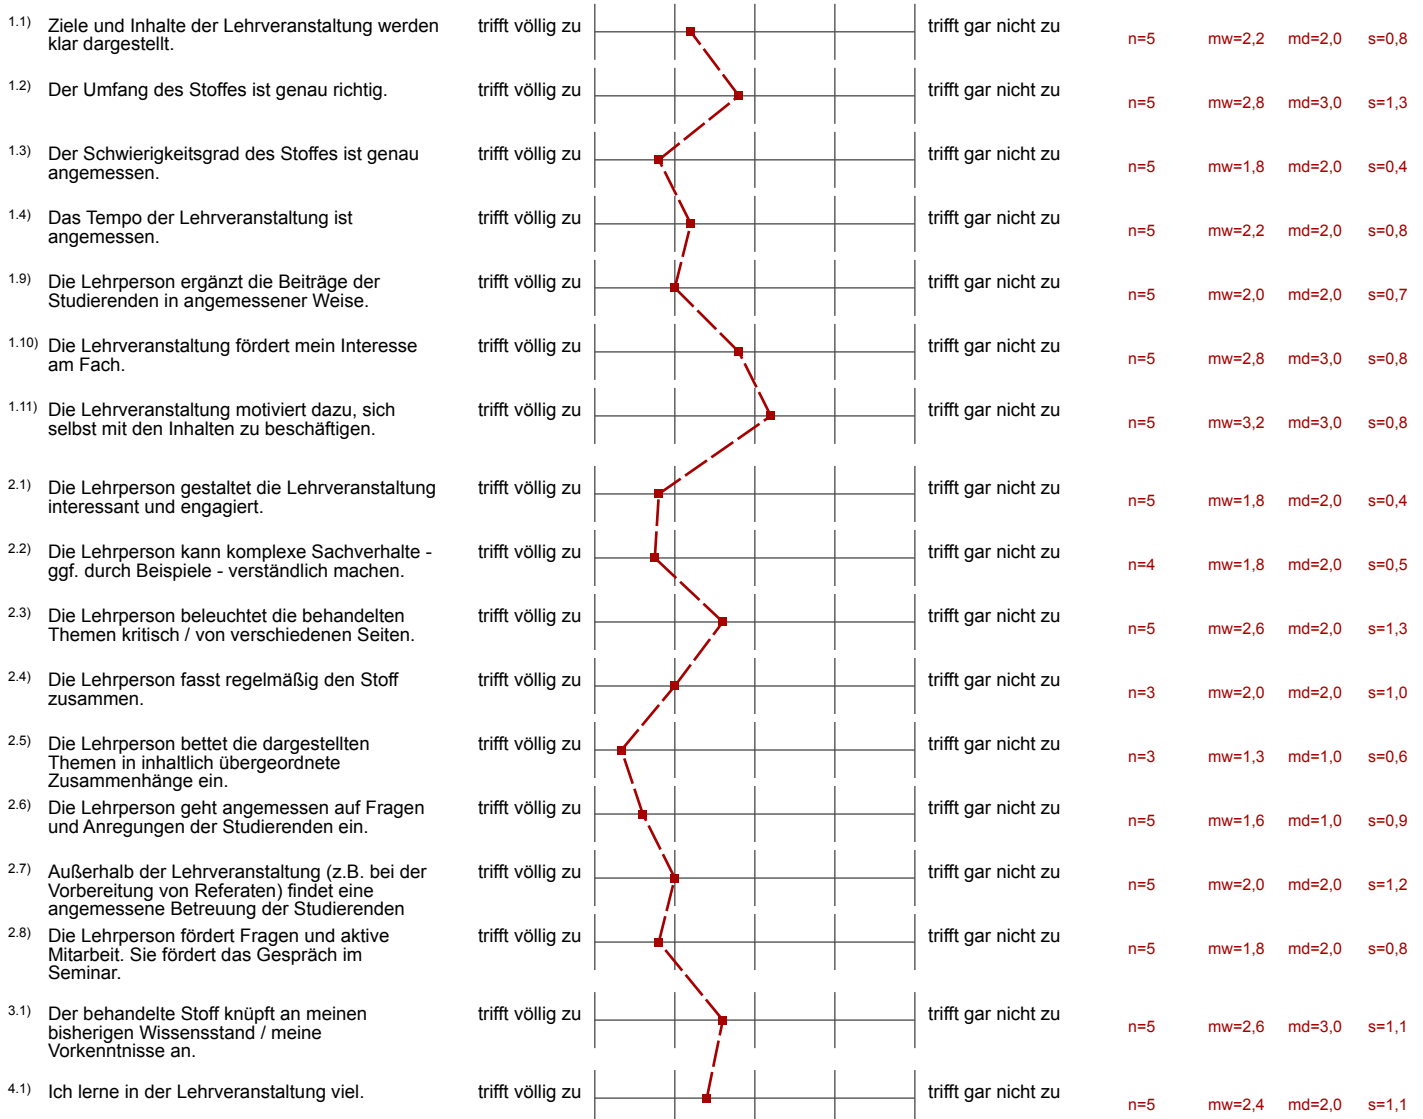 1.1) Ziele und Inhalte der Lehrveranstaltung werden klar dargestellt. trifft völlig zu trifft gar nicht zu n=5 mw=2,2 md=2,0 s=0,8
1.2) Der Umfang des Stoffes ist genau richtig. trifft völlig zu trifft gar nicht zu n=5 mw=2,8 md=3,0 s=1,3
1.3) Der Schwierigkeitsgrad des Stoffes ist genau angemessen. trifft völlig zu trifft gar nicht zu n=5 mw=1,8 md=2,0 s=0,4
1.4) Das Tempo der Lehrveranstaltung ist angemessen. trifft völlig zu trifft gar nicht zu n=5 mw=2,2 md=2,0 s=0,8
1.9) Die Lehrperson ergänzt die Beiträge der Studierenden in angemessener Weise. trifft völlig zu trifft gar nicht zu n=5 mw=2,0 md=2,0 s=0,7
1.10) Die Lehrveranstaltung fördert mein Interesse am Fach. trifft völlig zu trifft gar nicht zu n=5 mw=2,8 md=3,0 s=0,8
1.11) Die Lehrveranstaltung motiviert dazu, sich selbst mit den Inhalten zu beschäftigen. trifft völlig zu trifft gar nicht zu n=5 mw=3,2 md=3,0 s=0,8
2.1) Die Lehrperson gestaltet die Lehrveranstaltung interessant und engagiert. trifft völlig zu trifft gar nicht zu n=5 mw=1,8 md=2,0 s=0,4
2.2) Die Lehrperson kann komplexe Sachverhalte - ggf. durch Beispiele - verständlich machen. trifft völlig zu trifft gar nicht zu n=4 mw=1,8 md=2,0 s=0,5
2.3) Die Lehrperson beleuchtet die behandelten Themen kritisch / von verschiedenen Seiten. trifft völlig zu trifft gar nicht zu n=5 mw=2,6 md=2,0 s=1,3
2.4) Die Lehrperson fasst regelmäßig den Stoff zusammen. trifft völlig zu trifft gar nicht zu n=3 mw=2,0 md=2,0 s=1,0
2.5) Die Lehrperson bettet die dargestellten Themen in inhaltlich übergeordnete Zusammenhänge ein. trifft völlig zu trifft gar nicht zu n=3 mw=1,3 md=1,0 s=0,6
2.6) Die Lehrperson geht angemessen auf Fragen und Anregungen der Studierenden ein. trifft völlig zu trifft gar nicht zu n=5 mw=1,6 md=1,0 s=0,9
2.7) Außerhalb der Lehrveranstaltung (z.B. bei der Vorbereitung von Referaten) findet eine angemessene Betreuung der Studierenden trifft völlig zu trifft gar nicht zu n=5 mw=2,0 md=2,0 s=1,2
2.8) Die Lehrperson fördert Fragen und aktive Mitarbeit. Sie fördert das Gespräch im Seminar. trifft völlig zu trifft gar nicht zu n=5 mw=1,8 md=2,0 s=0,8
3.1) Der behandelte Stoff knüpft an meinen bisherigen Wissensstand / meine Vorkenntnisse an. trifft völlig zu trifft gar nicht zu n=5 mw=2,6 md=3,0 s=1,1
4.1) Ich lerne in der Lehrveranstaltung viel. trifft völlig zu trifft gar nicht zu n=5 mw=2,4 md=2,0 s=1,1